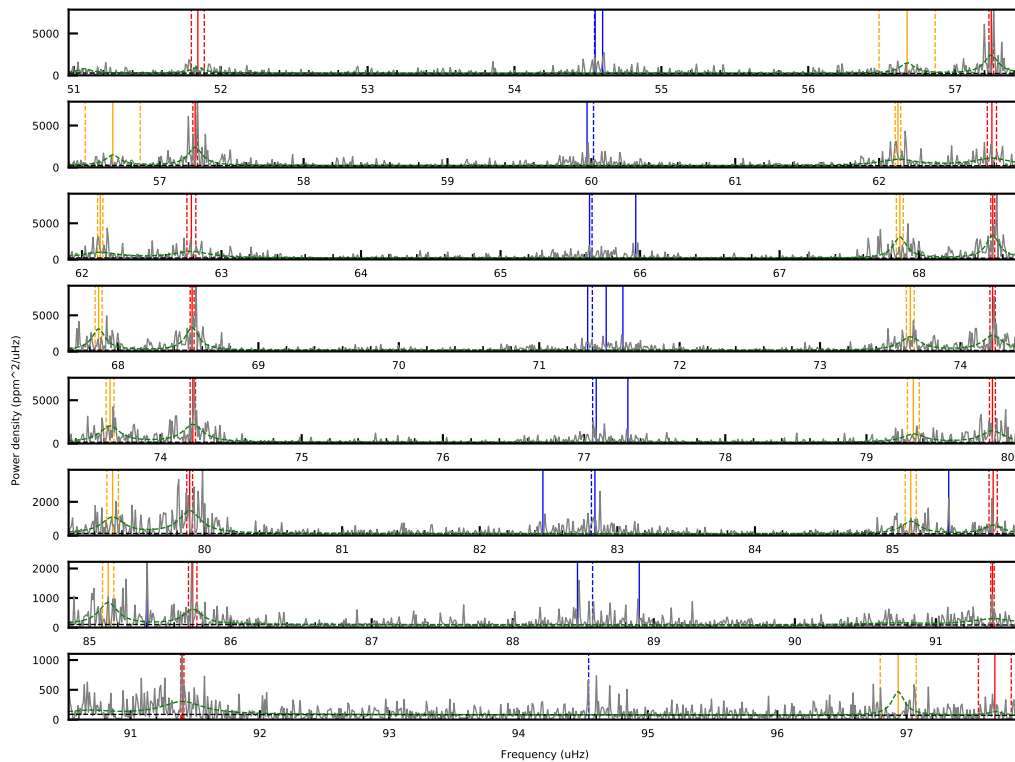 5000
0
51 52 53 54 55 56 57
5000
0
57 58 59 60 61 62
5000
0
62 63 64 65 66 67 68
5000
0
68 69 70 71 72 73 74
5000
0
74 75 76 77 78 79 80
Power density (ppm^2/uHz)
2000
0
80 81 82 83 84 85
2000
1000
0
85 86 87 88 89 90 91
1000
500
0
91 92 93 94 95 96 97
Frequency (uHz)